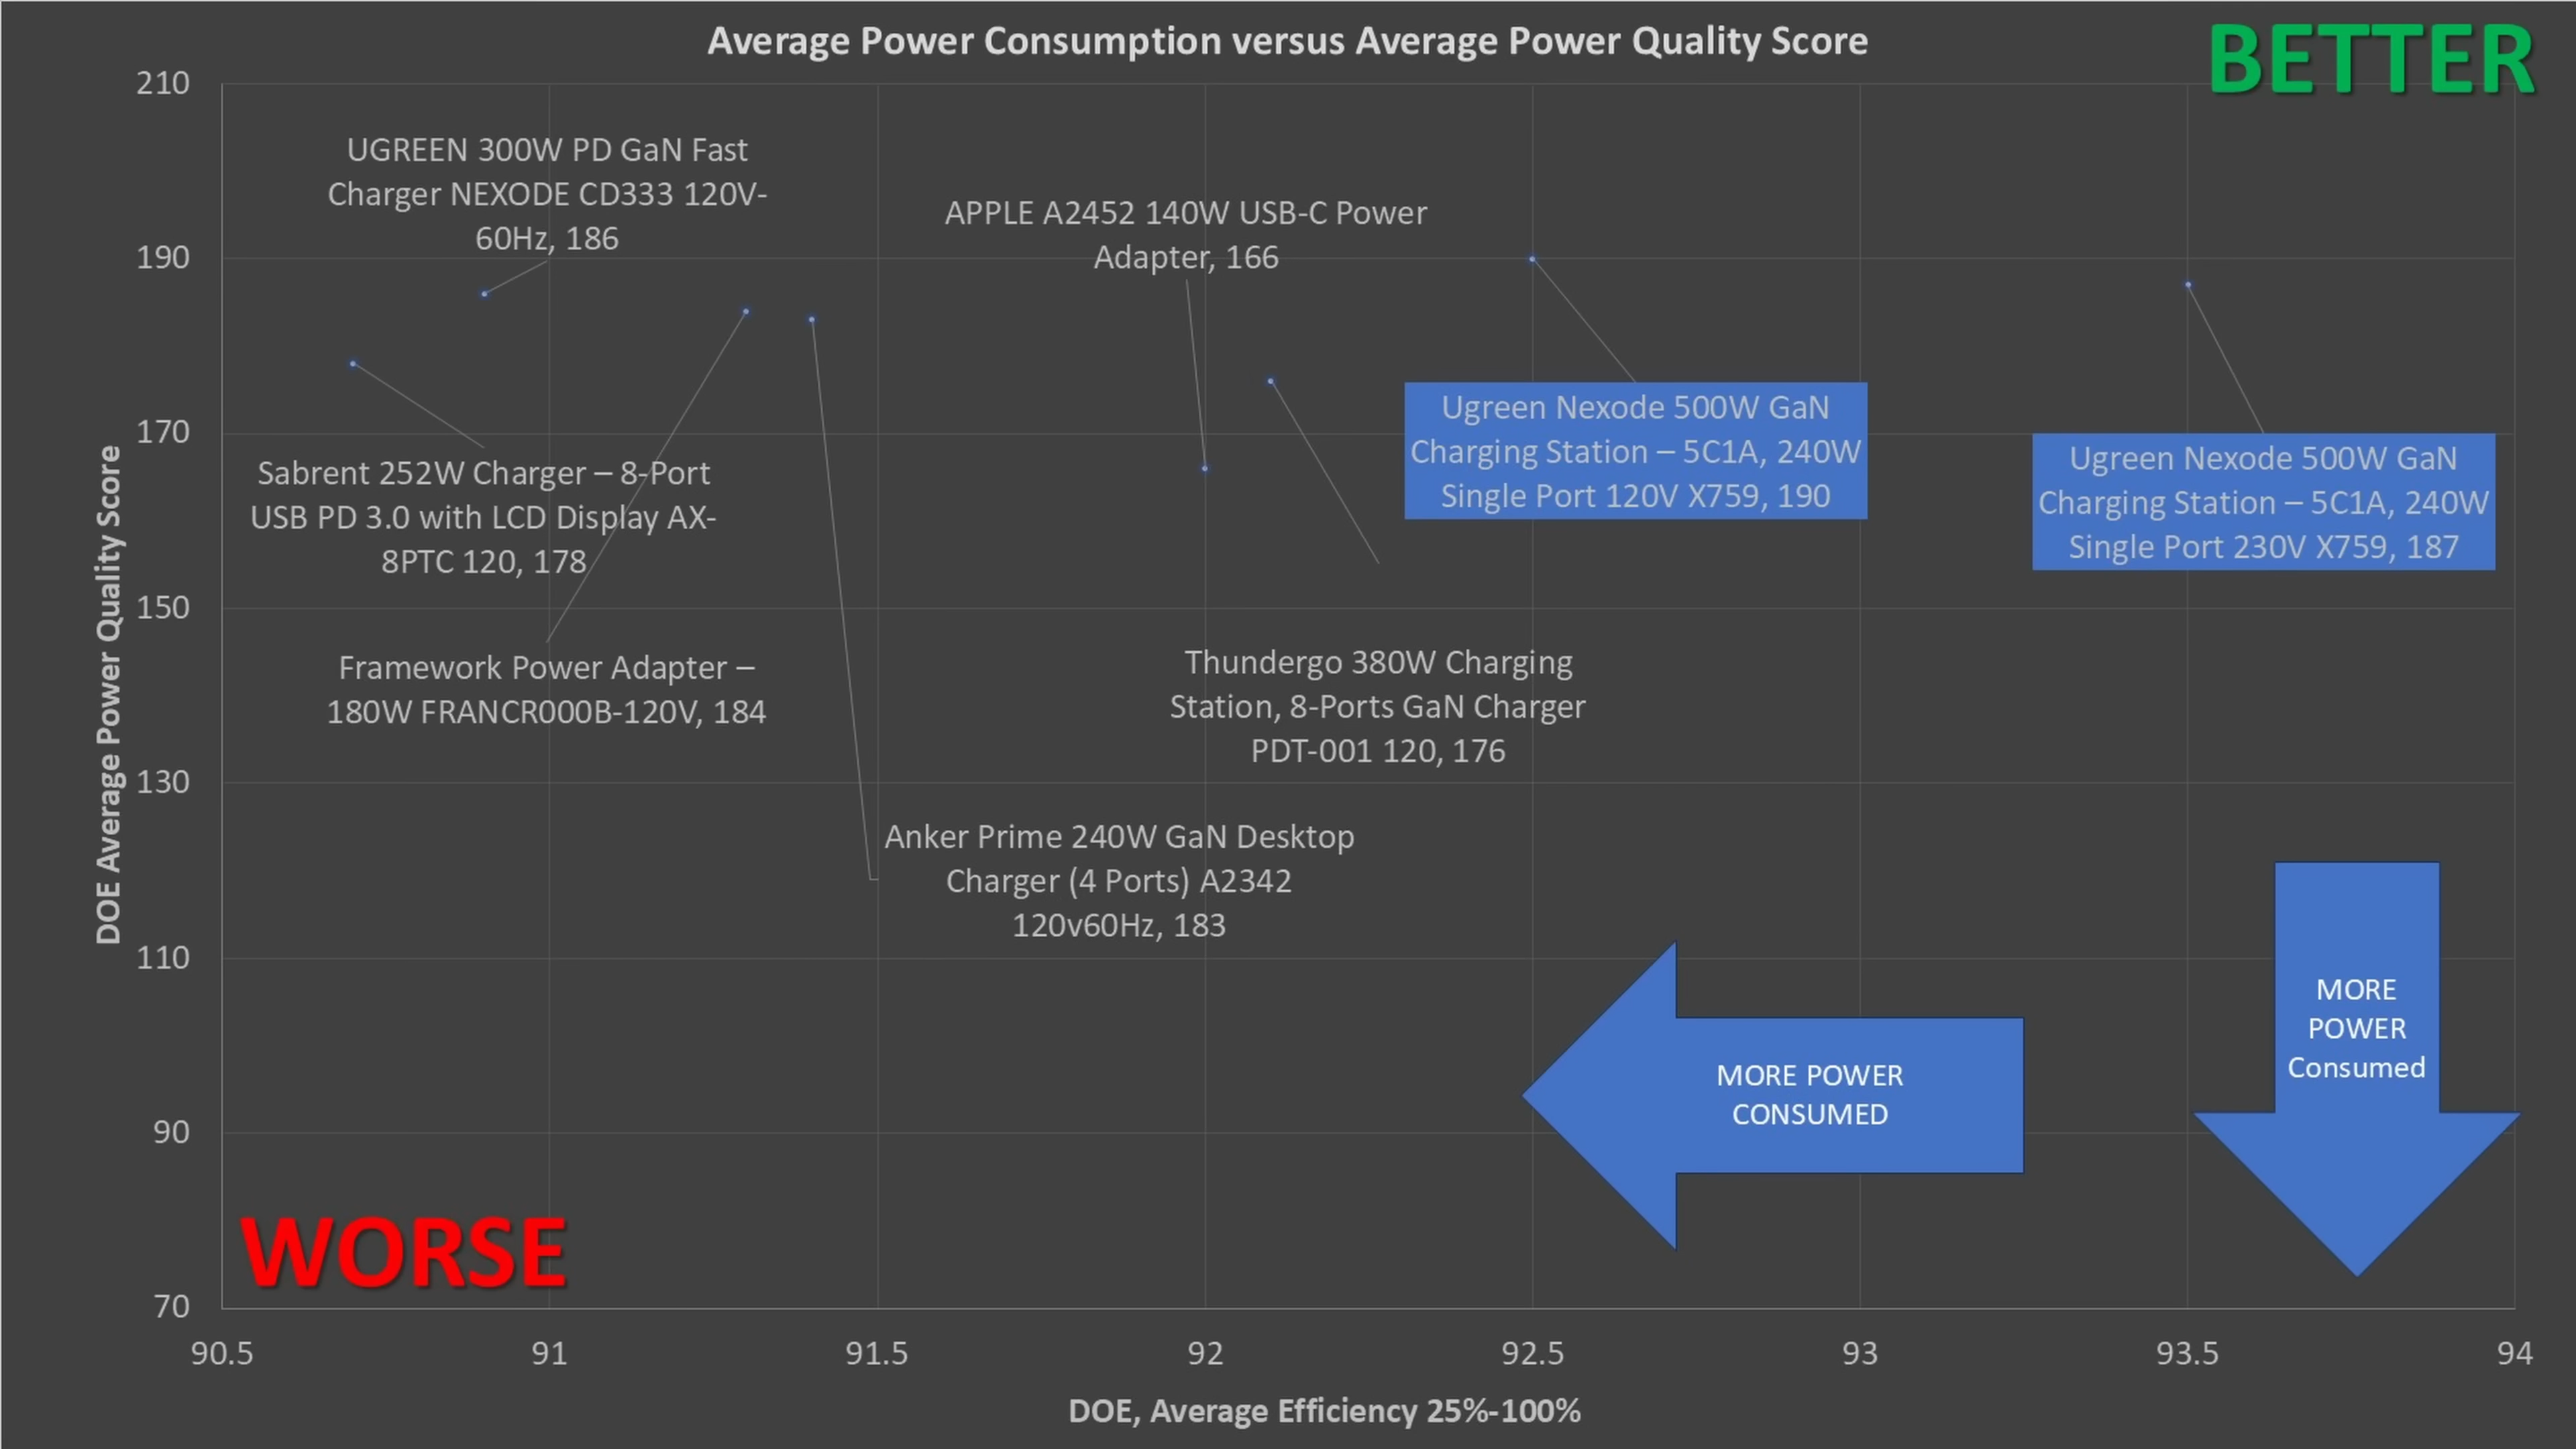 Average Power Consumption versus Average Power Quality Score
BETTER
210
190
170
150
130
110
90
70
DOE Average Power Quality Score
UGREEN 300W PD GaN Fast
Charger NEXODE CD333 120V-
60Hz, 186
APPLE A2452 140W USB-C Power
Adapter, 166
Ugreen Nexode 500W GaN
Charging Station – 5C1A, 240W
Single Port 120V X759, 190
Ugreen Nexode 500W GaN
Charging Station – 5C1A, 240W
Single Port 230V X759, 187
Sabrent 252W Charger – 8-Port
USB PD 3.0 with LCD Display AX-
8PTC 120, 178
Framework Power Adapter –
180W FRANCR000B-120V, 184
Thundergo 380W Charging
Station, 8-Ports GaN Charger
PDT-001 120, 176
Anker Prime 240W GaN Desktop
Charger (4 Ports) A2342
120v60Hz, 183
MORE POWER
CONSUMED
MORE
POWER
Consumed
WORSE
90.5
91
91.5
92
92.5
93
93.5
94
DOE, Average Efficiency 25%-100%